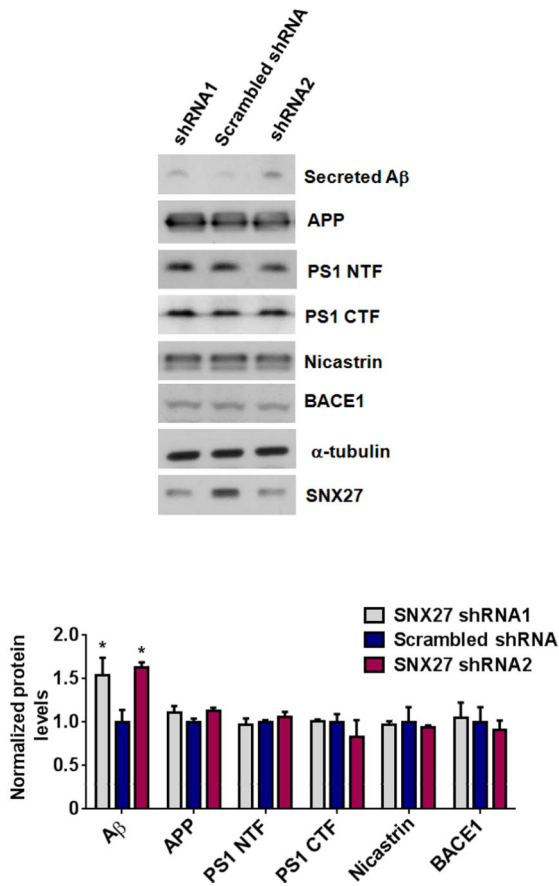 shRNA1
Scrambled shRNA
shRNA2
Secreted Aβ
APP
PS1 NTF
PS1 CTF
Nicastrin
BACE1
α-tubulin
SNX27
SNX27 shRNA1
Scrambled shRNA
SNX27 shRNA2
Normalized protein
levels
2.0
1.5
1.0
0.5
0
*
*
Aβ
APP
PS1 NTF
PS1 CTF
Nicastrin
BACE1